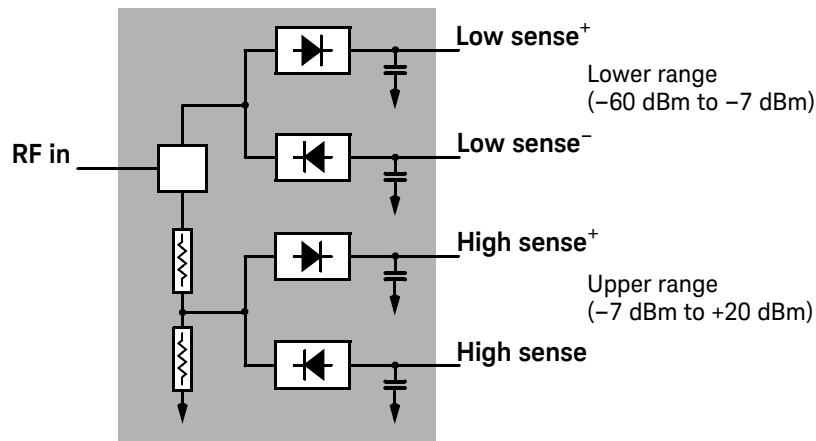 Low sense⁺
Lower range
(–60 dBm to –7 dBm)
RF in
Low sense⁻
High sense⁺
Upper range
(–7 dBm to +20 dBm)
High sense